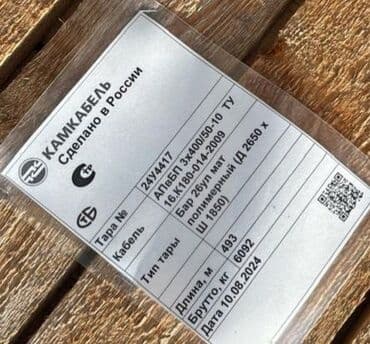 КАМКАБЕЛЬ
Сделано в России
Тара № 24У4417
Кабель АПвБП 3х400/50-10 ТУ
16.К180-014-2009
Тип тары Бар 26ул мат
полимерный (Д 2650 х
Ш 1850)
Длина, м 493
Брутто, кг 6092
Дата 10.08.2024